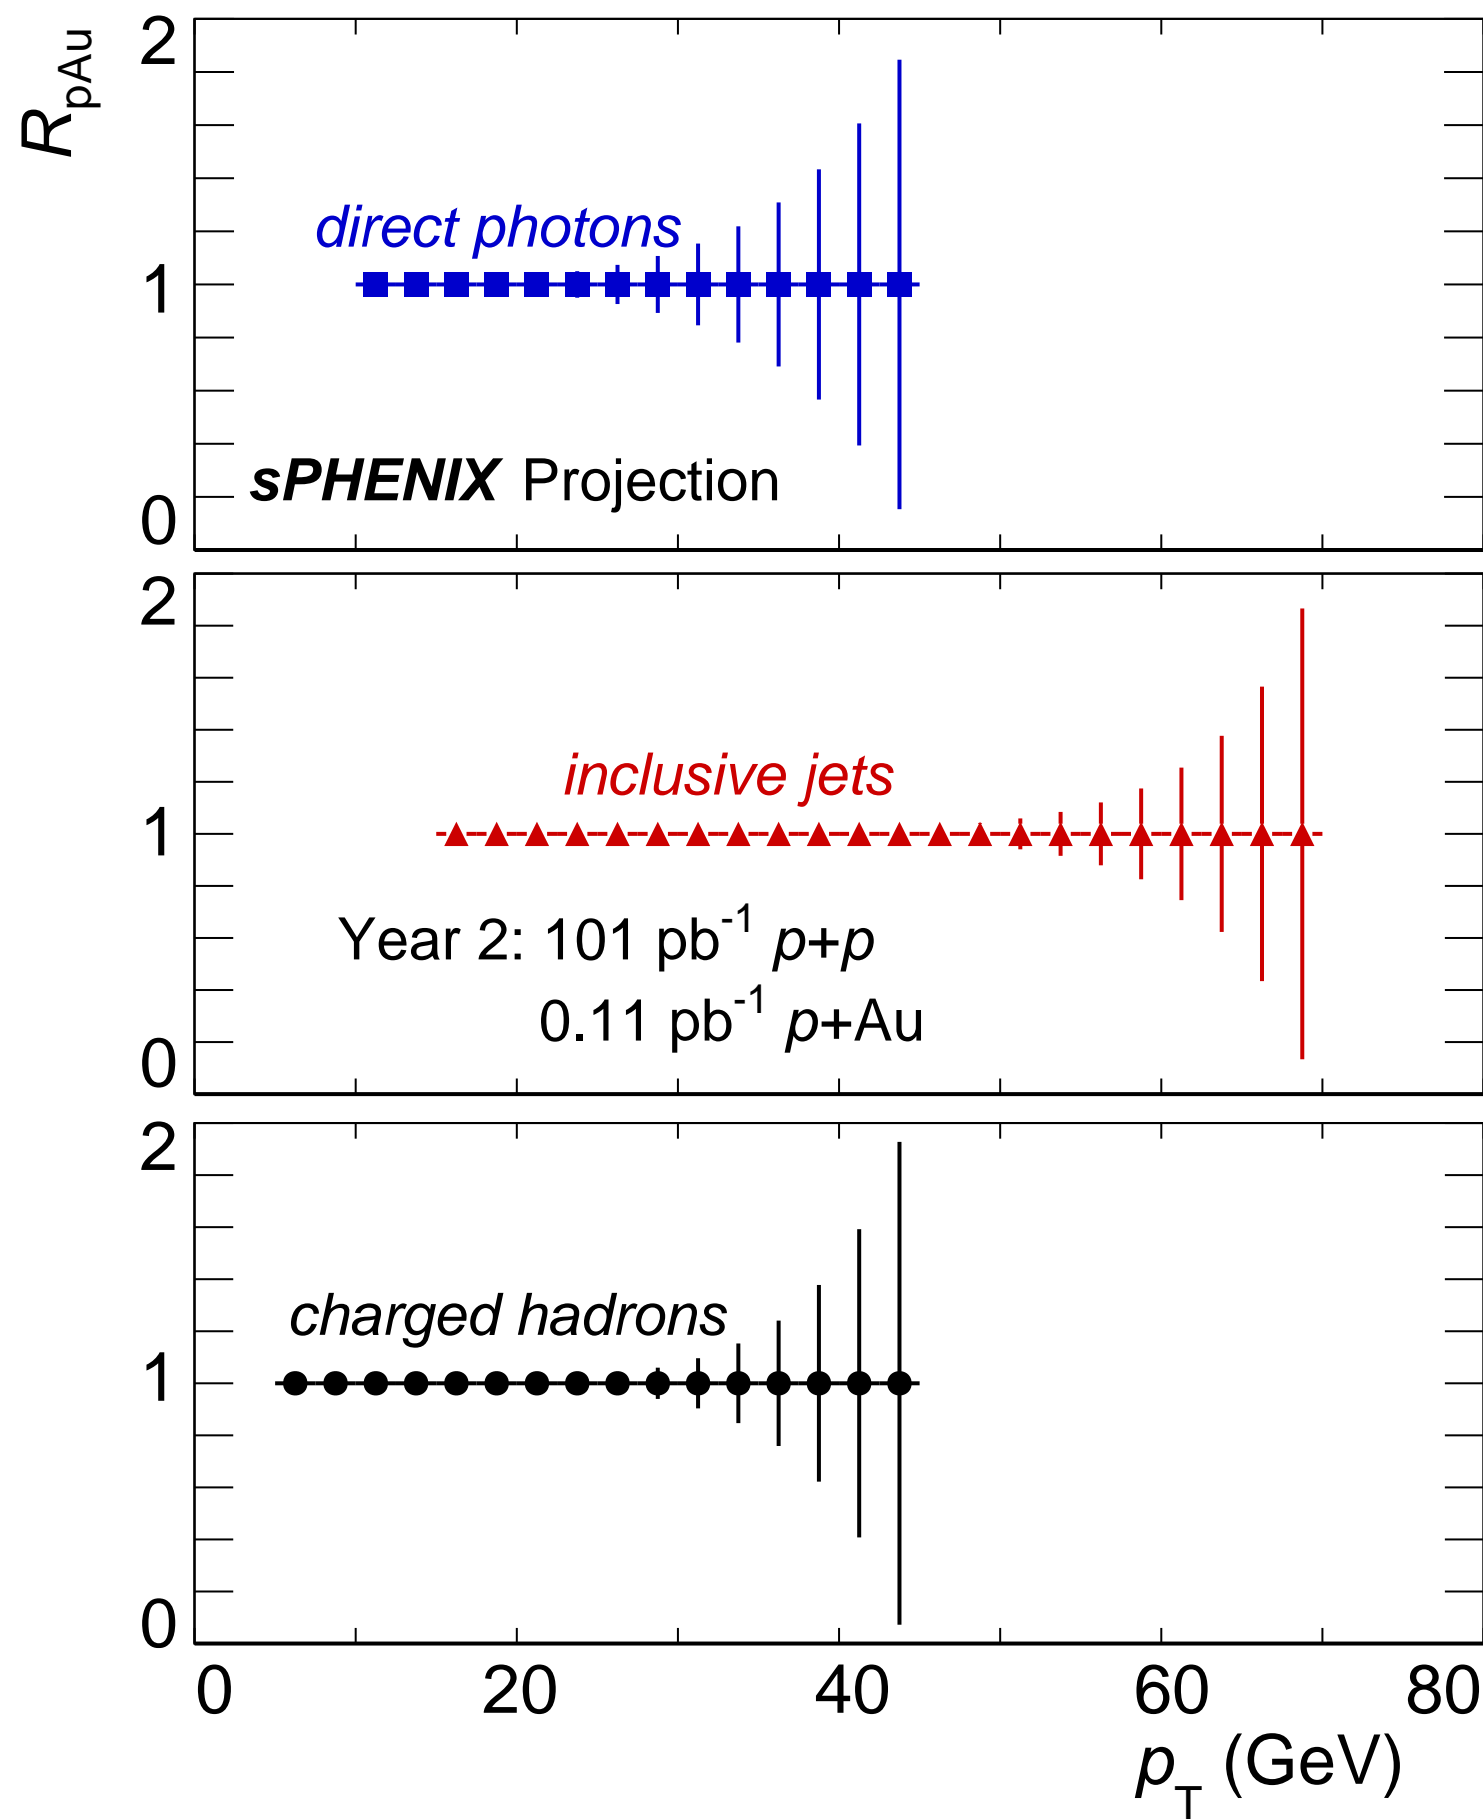 R_pAu
2
direct photons
1
sPHENIX Projection
0
2
inclusive jets
1
Year 2: 101 pb^-1 p+p
0.11 pb^-1 p+Au
0
2
charged hadrons
1
0
0 20 40 60 80
p_T (GeV)